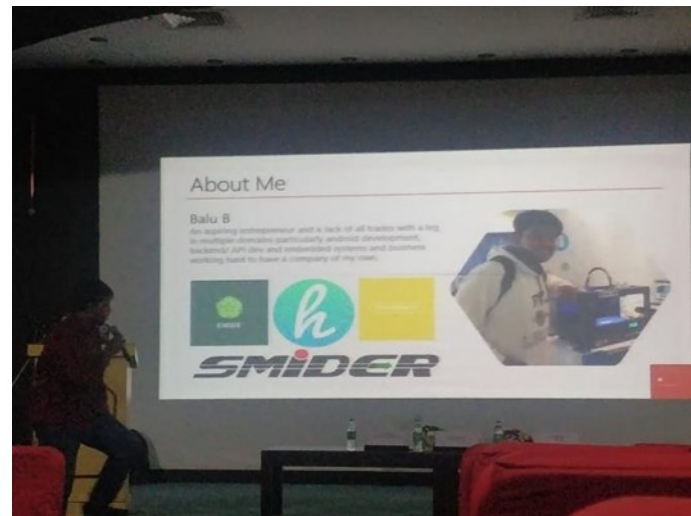 About Me
Balu B
An aspiring entrepreneur and a Jack of all trades with a leg
in multiple domains particularly android development,
backend/ API dev and embedded systems and business
working hard to have a company of my own.
h
SMIDER